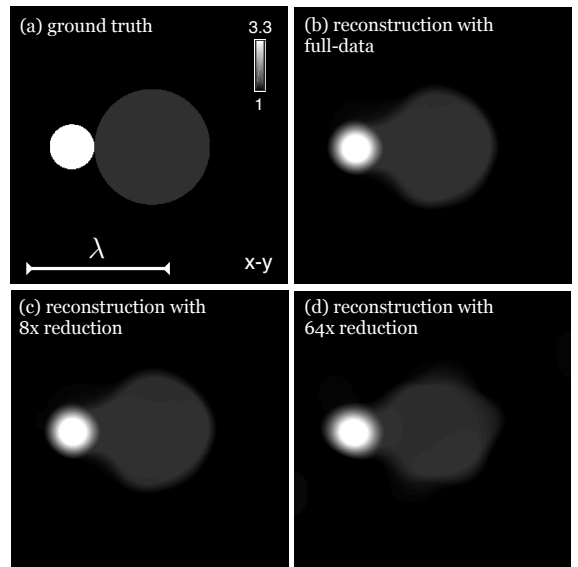 (a) ground truth
3.3
1
λ
x-y
(b) reconstruction with
full-data
(c) reconstruction with
8x reduction
(d) reconstruction with
64x reduction